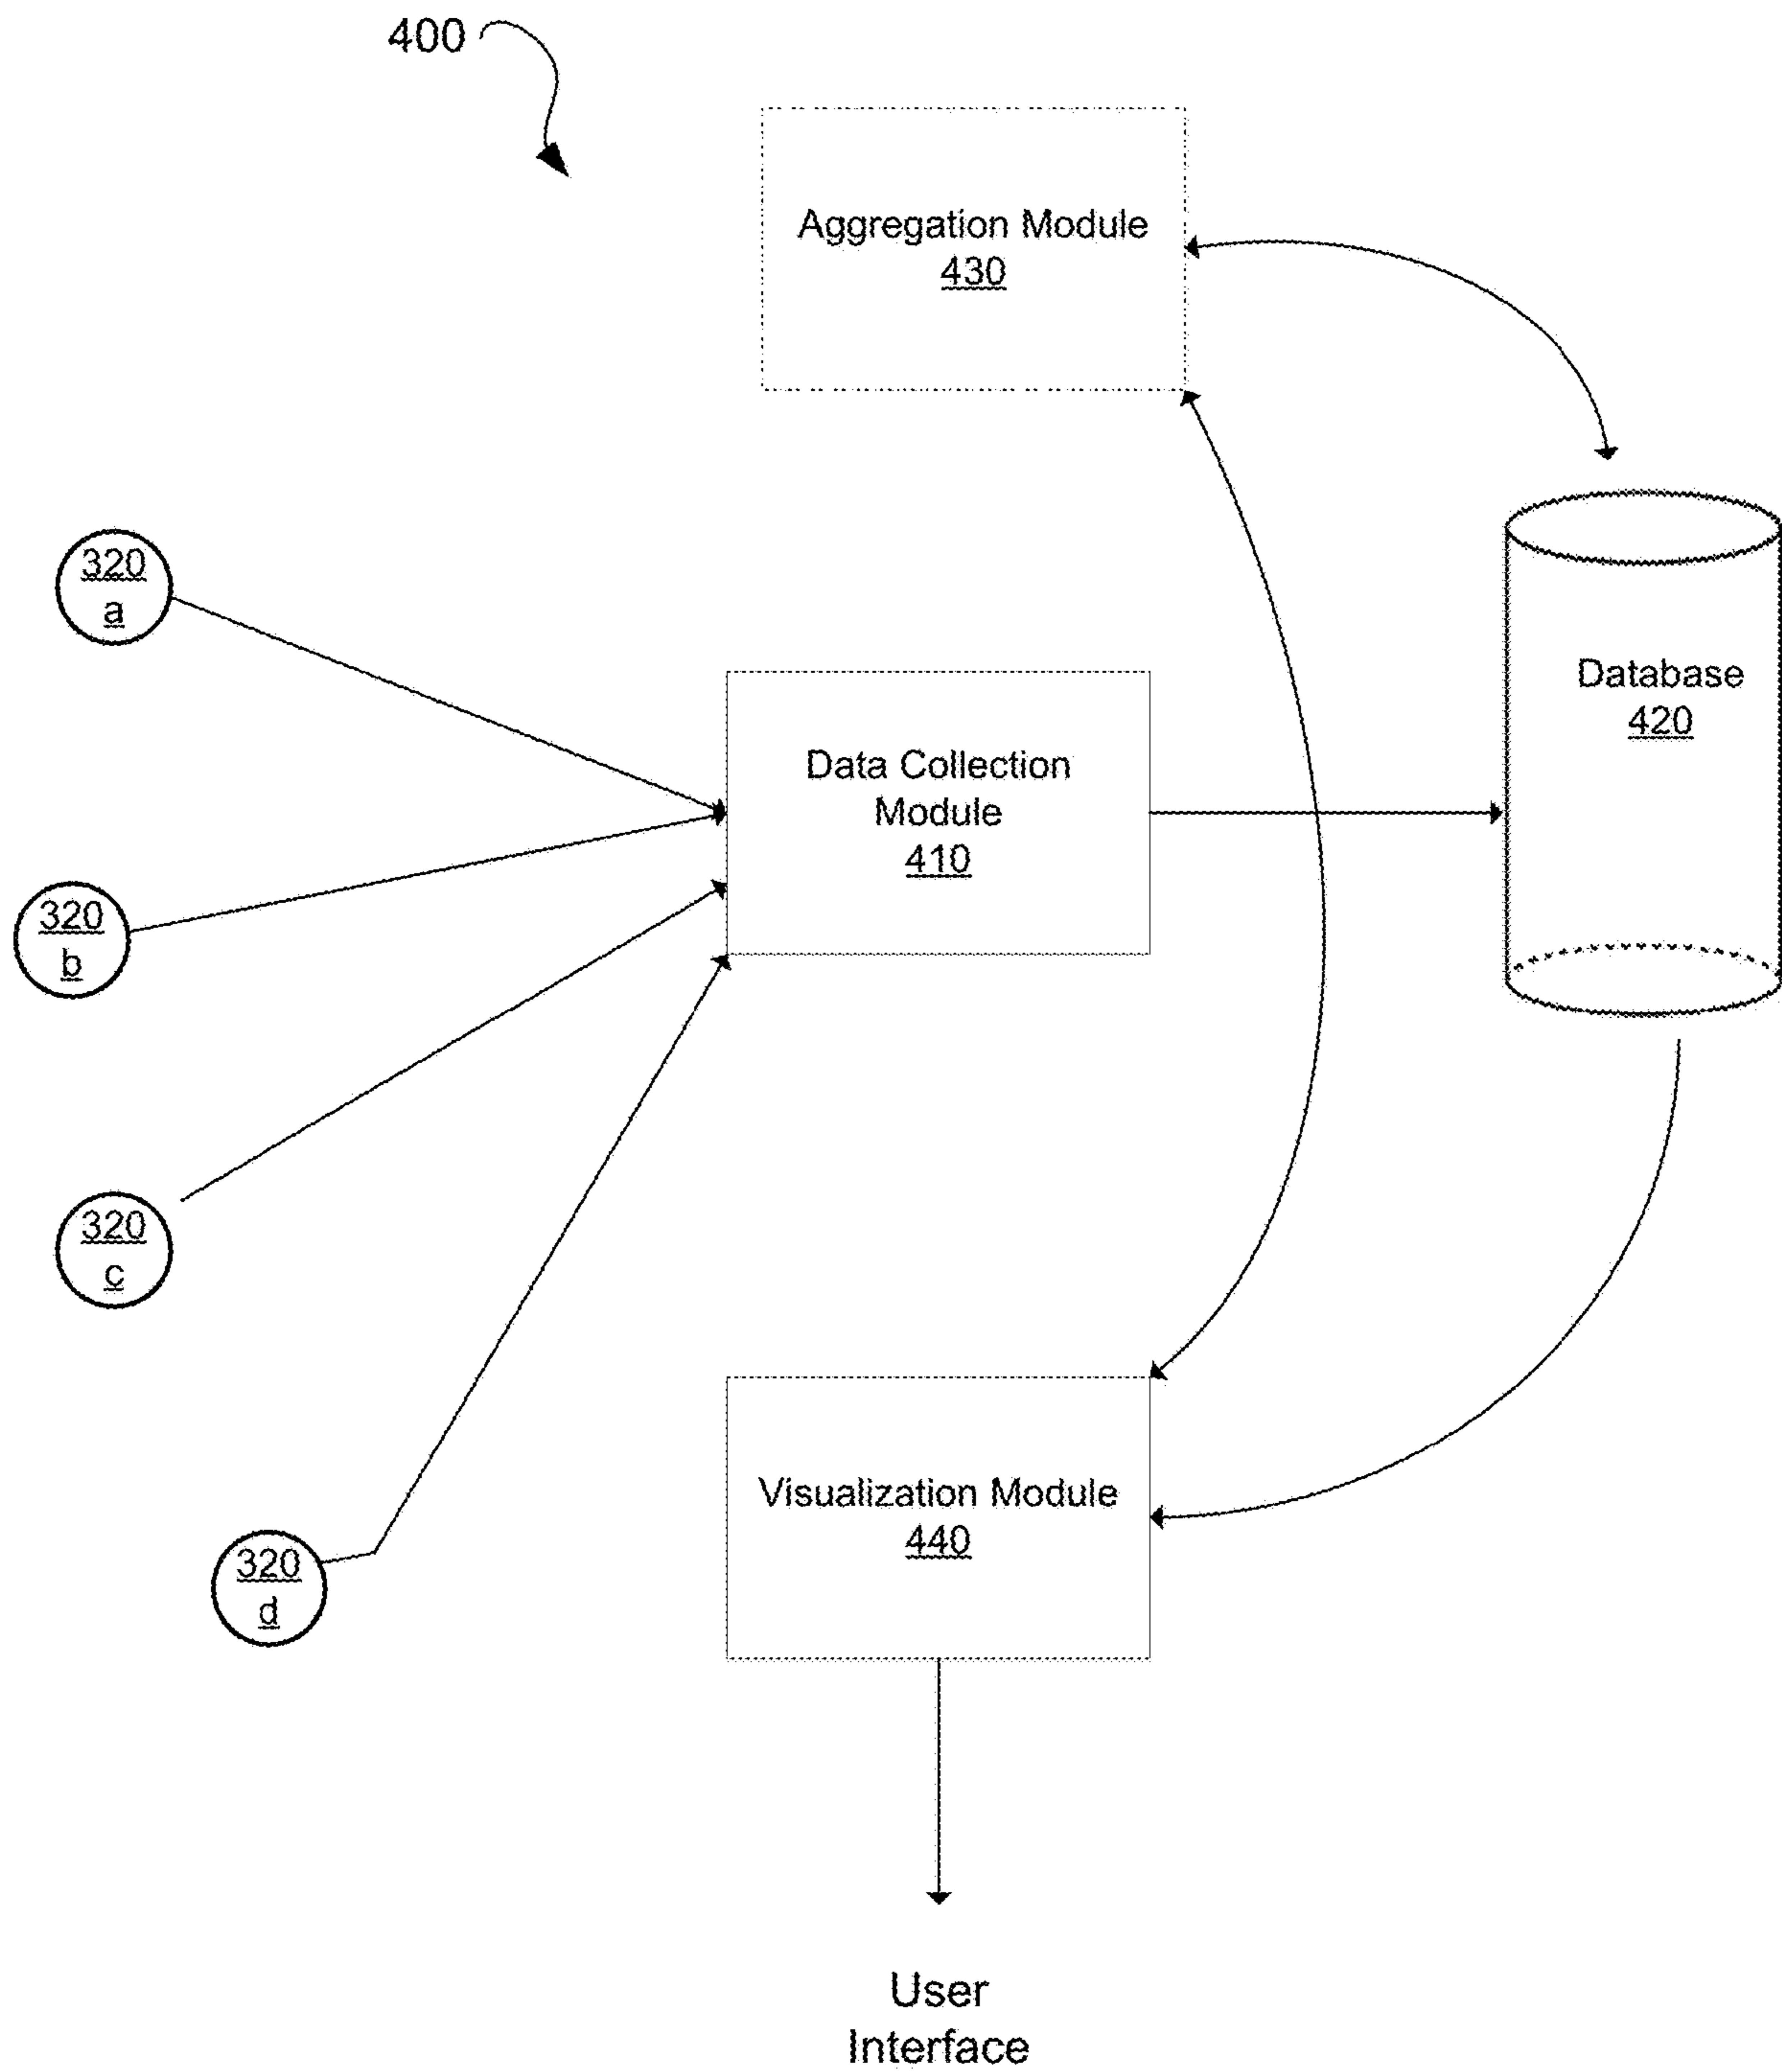 400
Aggregation Module
430
320
a
Database
420
Data Collection
Module
410
320
b
320
c
Visualization Module
440
320
d
User
Interface